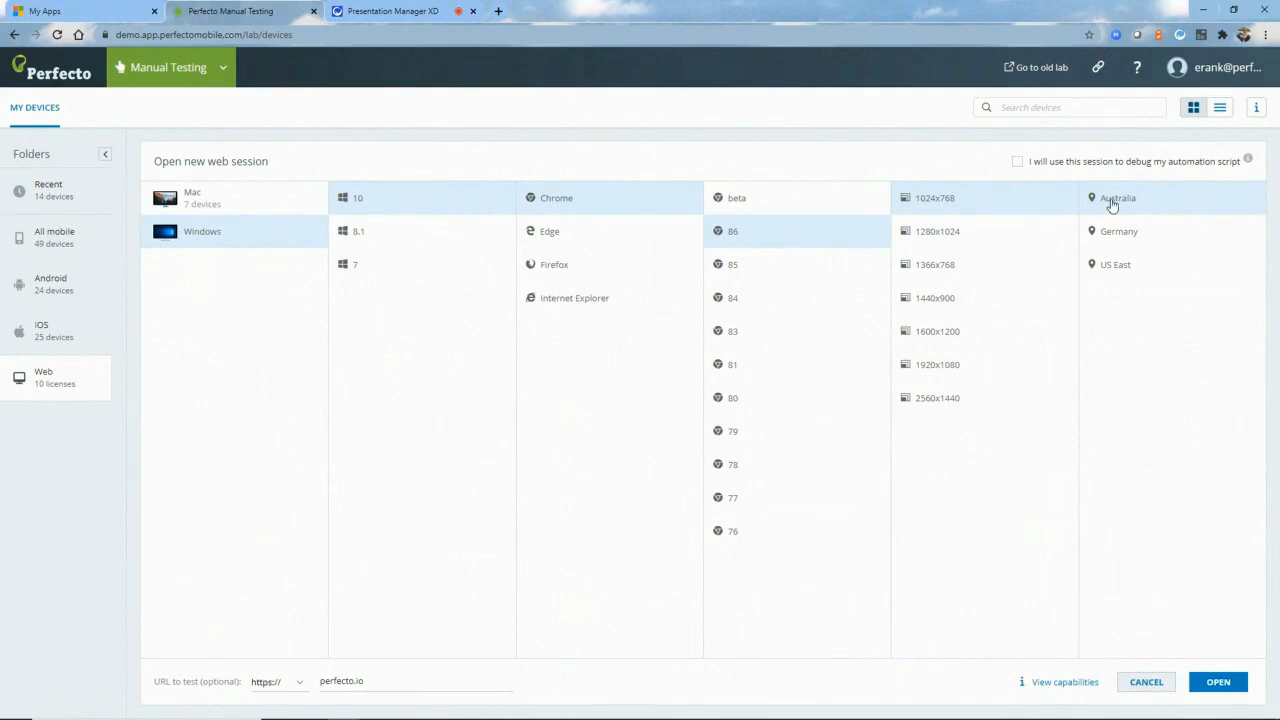 My Apps
Perfecto Manual Testing
Presentation Manager XD
demo.app.perfectomobile.com/lab/devices
Perfecto
Manual Testing
Go to old lab
erank@perf...
MY DEVICES
Search devices
Folders
Recent
14 devices
All mobile
49 devices
Android
24 devices
iOS
25 devices
Web
10 licenses
Open new web session
I will use this session to debug my automation script
Mac
7 devices
Windows
10
8.1
7
Chrome
Edge
Firefox
Internet Explorer
beta
86
85
84
83
81
80
79
78
77
76
1024x768
1280x1024
1366x768
1440x900
1600x1200
1920x1080
2560x1440
Australia
Germany
US East
URL to test (optional):
https://
perfecto.io
View capabilities
CANCEL
OPEN